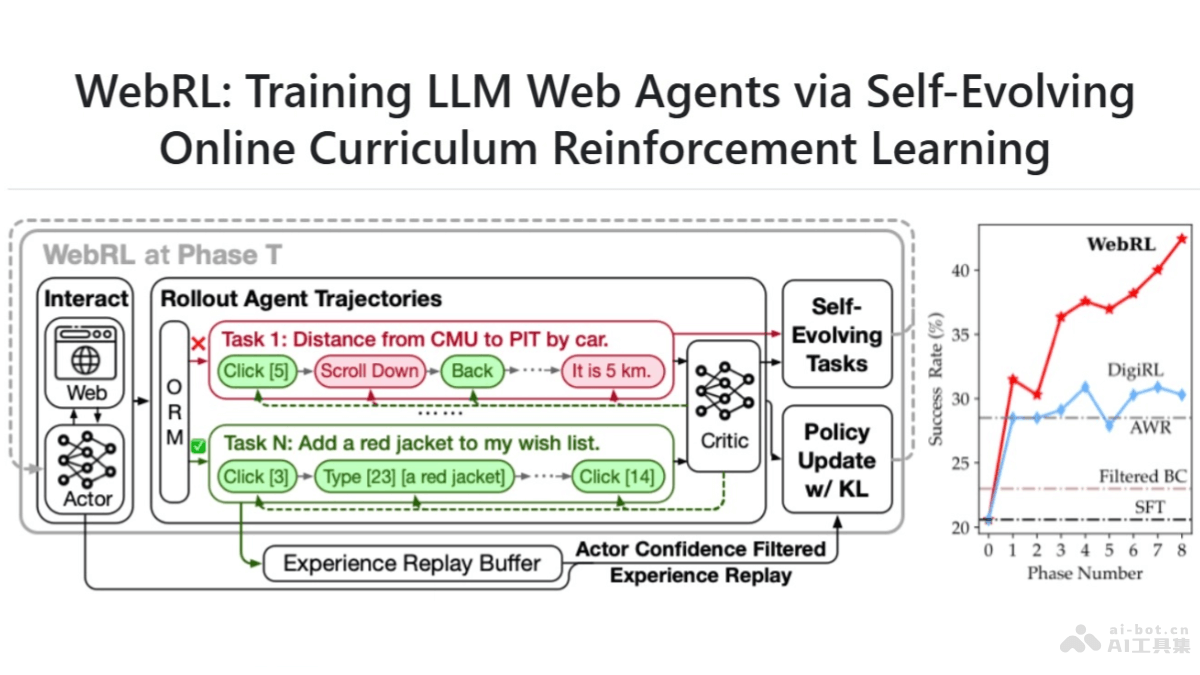 WebRL: Training LLM Web Agents via Self-Evolving
Online Curriculum Reinforcement Learning
WebRL at Phase T
Interact
Web
Actor
Rollout Agent Trajectories
ORM
Task 1: Distance from CMU to PIT by car.
Click [5]
Scroll Down
Back
It is 5 km.
Task N: Add a red jacket to my wish list.
Click [3]
Type [23] [a red jacket]
Click [14]
Critic
Self-
Evolving
Tasks
Policy
Update
w/ KL
Experience Replay Buffer
Actor Confidence Filtered
Experience Replay
Success Rate (%)
40
35
30
25
20
WebRL
DigiRL
AWR
Filtered BC
SFT
0 1 2 3 4 5 6 7 8
Phase Number
ai-bot.cn
AI工具集